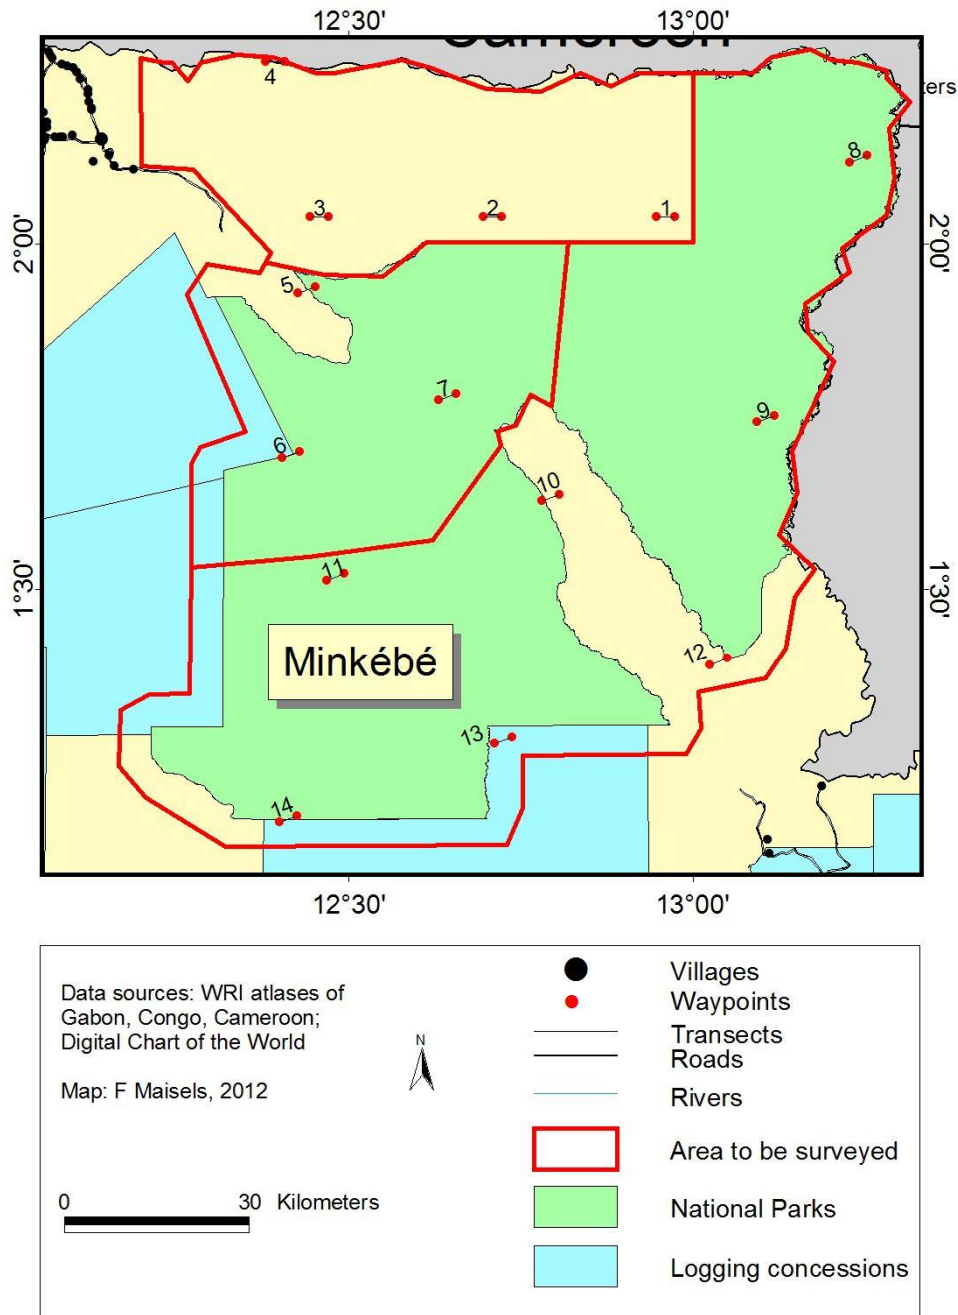 12°30' 13°00'
Cameroon
ters
4
8
3 2 1
2°00' 2°00'
5
7
9
6
10
11
1°30' 1°30'
Minkébé
12
13
14
12°30' 13°00'
Data sources: WRI atlases of
Gabon, Congo, Cameroon;
Digital Chart of the World
Map: F Maisels, 2012
N
0 30 Kilometers
Villages
Waypoints
Transects
Roads
Rivers
Area to be surveyed
National Parks
Logging concessions